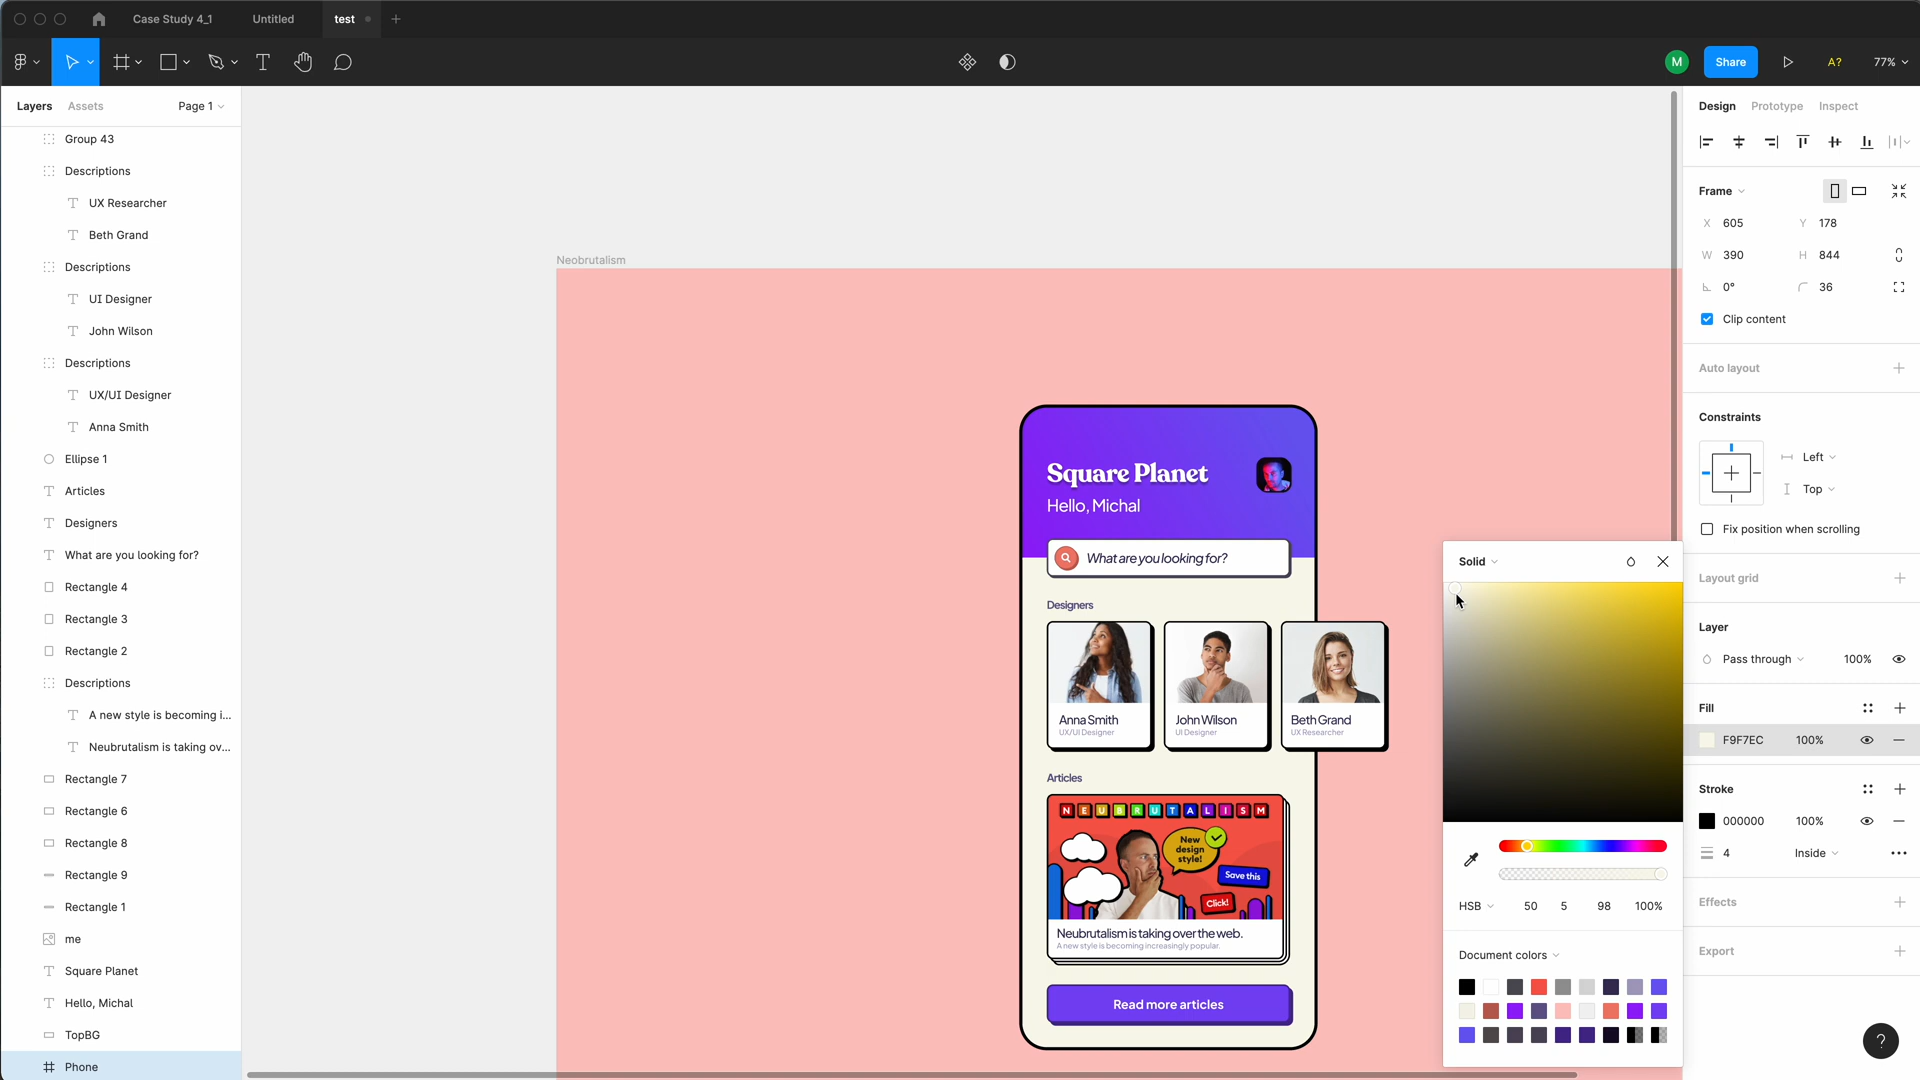 Case Study 4_1
Untitled
test
M
Share
A?
77%
Layers
Assets
Page 1
Group 43
Descriptions
UX Researcher
Beth Grand
Descriptions
UI Designer
John Wilson
Descriptions
UX/UI Designer
Anna Smith
Ellipse 1
Articles
Designers
What are you looking for?
Rectangle 4
Rectangle 3
Rectangle 2
Descriptions
A new style is becoming i...
Neubrutalism is taking ov...
Rectangle 7
Rectangle 6
Rectangle 8
Rectangle 9
Rectangle 1
me
Square Planet
Hello, Michal
TopBG
Phone
Neobrutalism
Square Planet
Hello, Michal
What are you looking for?
Designers
Anna Smith
UX/UI Designer
John Wilson
UI Designer
Beth Grand
UX Researcher
Articles
NEUBRUTALISM
New
design
style!
Save this
Click!
Neubrutalism is taking over the web.
A new style is becoming increasingly popular.
Read more articles
Solid
HSB 50 5 98 100%
Document colors
Design
Prototype
Inspect
Frame
X 605
Y 178
W 390
H 844
0°
36
Clip content
Auto layout
Constraints
Left
Top
Fix position when scrolling
Layout grid
Layer
Pass through
100%
Fill
F9F7EC
100%
Stroke
000000
100%
4
Inside
Effects
Export
?